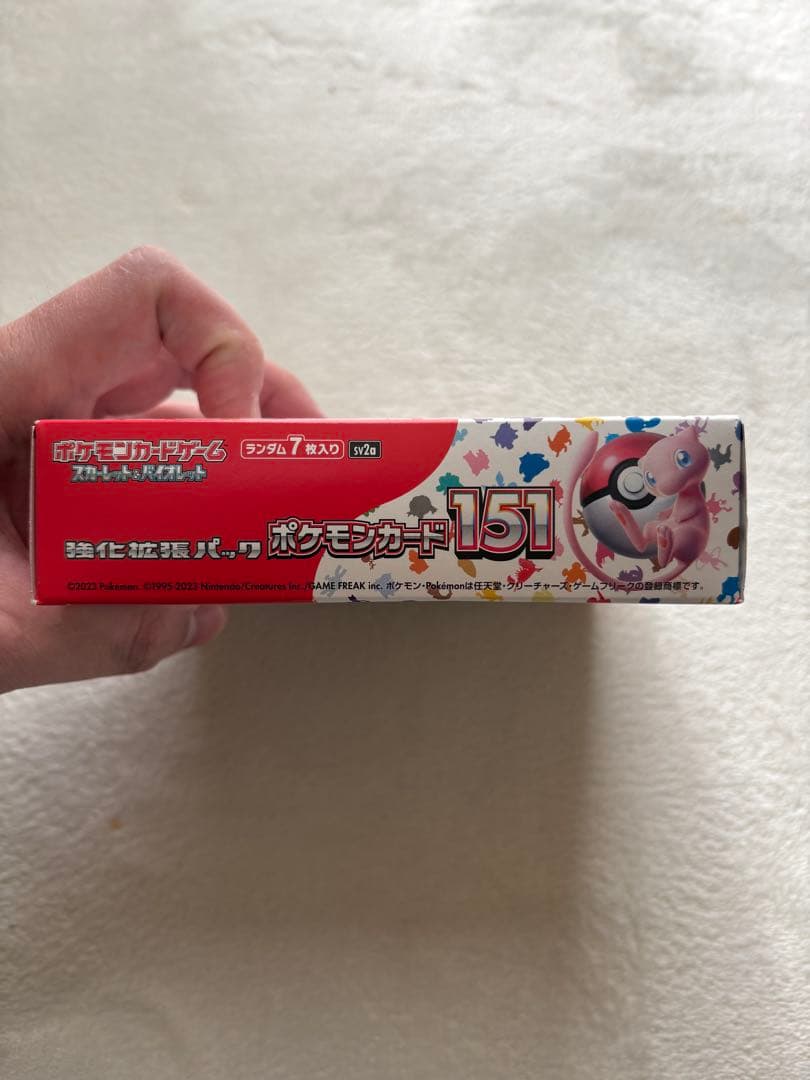 ポケモンカードゲーム
スカーレット&バイオレット
ランダム7枚入り
sv2a
強化拡張パック ポケモンカード151
©2023 Pokémon. ©1995-2023 Nintendo/Creatures Inc./GAME FREAK inc. ポケモン・Pokémonは任天堂・クリーチャーズ・ゲームフリークの登録商標です。